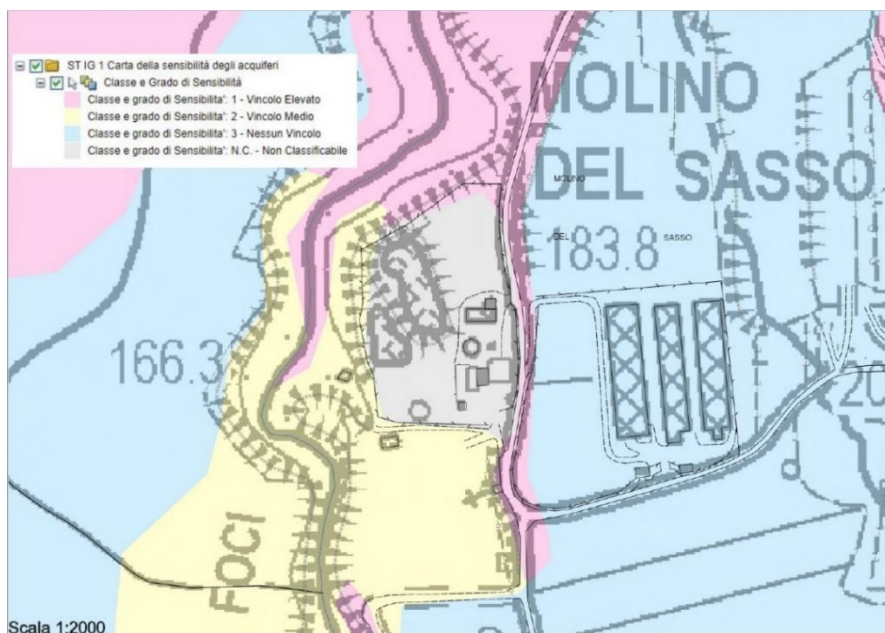 ST IG 1 Carta della sensibilità degli acquiferi
Classe e Grado di Sensibilità
Classe e grado di Sensibilita': 1 - Vincolo Elevato
Classe e grado di Sensibilita': 2 - Vincolo Medio
Classe e grado di Sensibilita': 3 - Nessun Vincolo
Classe e grado di Sensibilita': N.C. - Non Classificabile
MOLINO
DEL SASSO
MOLINO
DEL SASSO
183.8
166.3
20
FOCI
Scala 1:2000